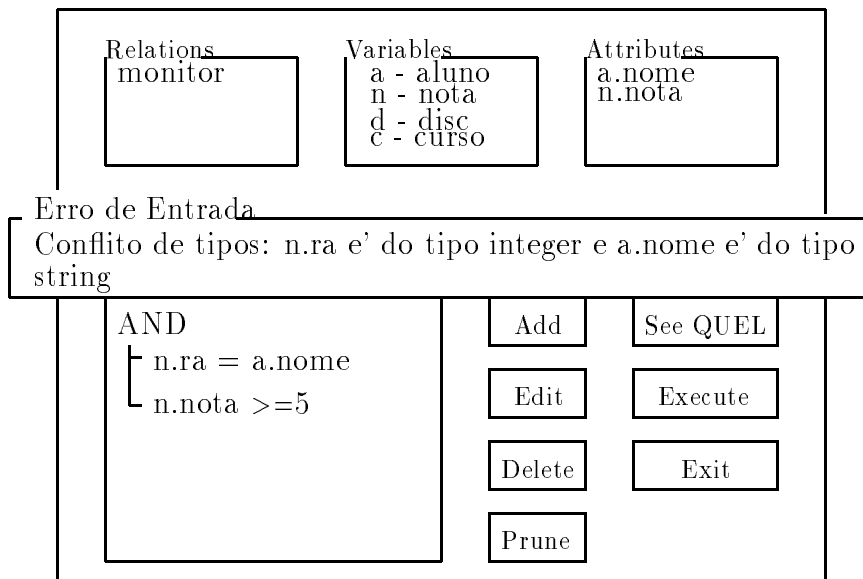 Relations
monitor
Variables
a - aluno
n - nota
d - disc
c - curso
Attributes
a.nome
n.nota
Erro de Entrada
Conflito de tipos: n.ra e' do tipo integer e a.nome e' do tipo
string
AND
n.ra = a.nome
n.nota >=5
Add
See QUEL
Edit
Execute
Delete
Exit
Prune